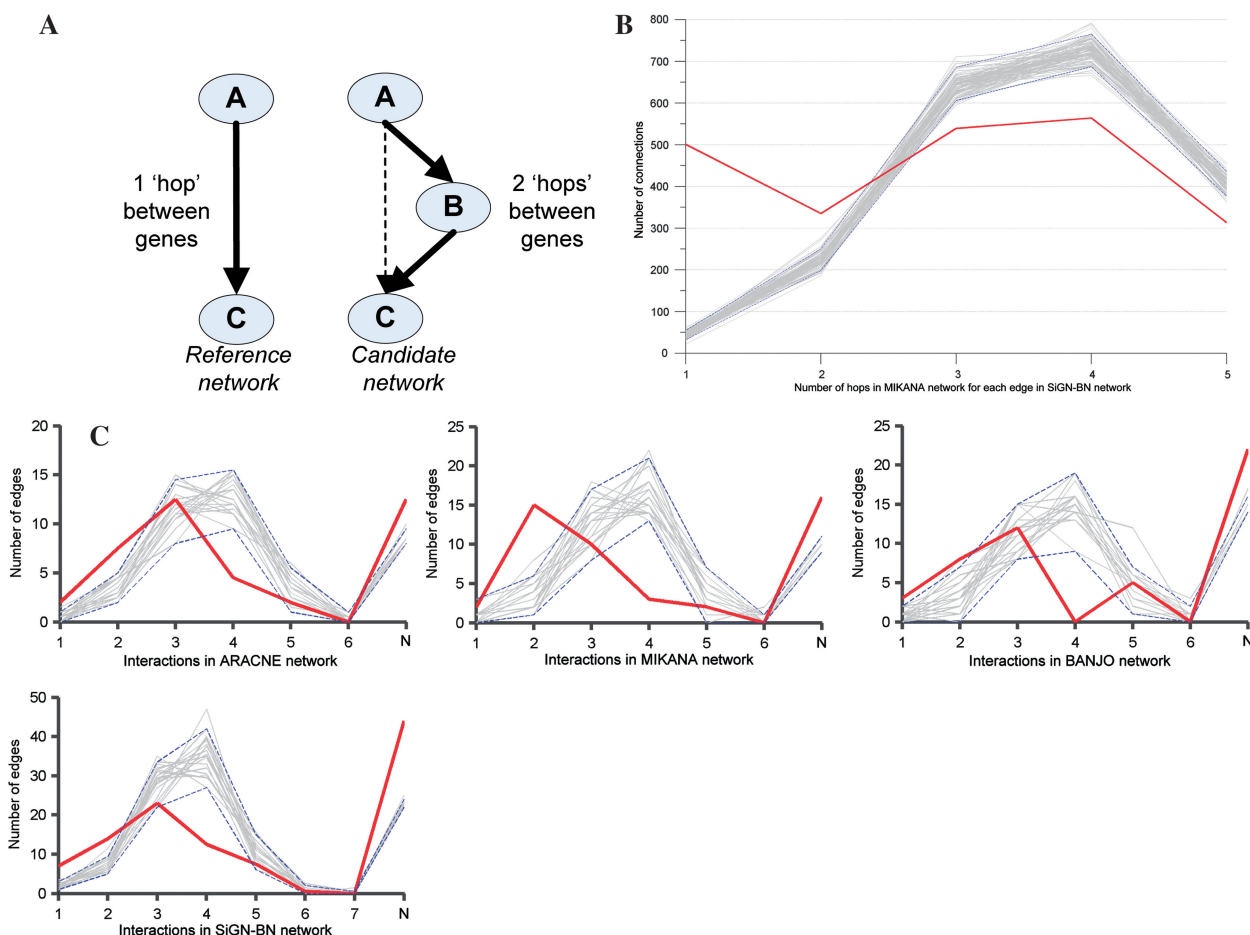 A
A
A
1 'hop'
between
genes
B
2 'hops'
between
genes
C
C
Reference
network
Candidate
network
B
800
700
600
500
400
300
200
100
0
Number of connections
1
2
3
4
5
Number of hops in MIKANA network for each edge in SiGN-BN network
C
20
15
10
5
0
Number of edges
1 2 3 4 5 6 N
Interactions in ARACNE network
25
20
15
10
5
0
Number of edges
1 2 3 4 5 6 N
Interactions in MIKANA network
25
20
15
10
5
0
Number of edges
1 2 3 4 5 6 N
Interactions in BANJO network
50
40
30
20
10
0
Number of edges
1 2 3 4 5 6 7 N
Interactions in SiGN-BN network